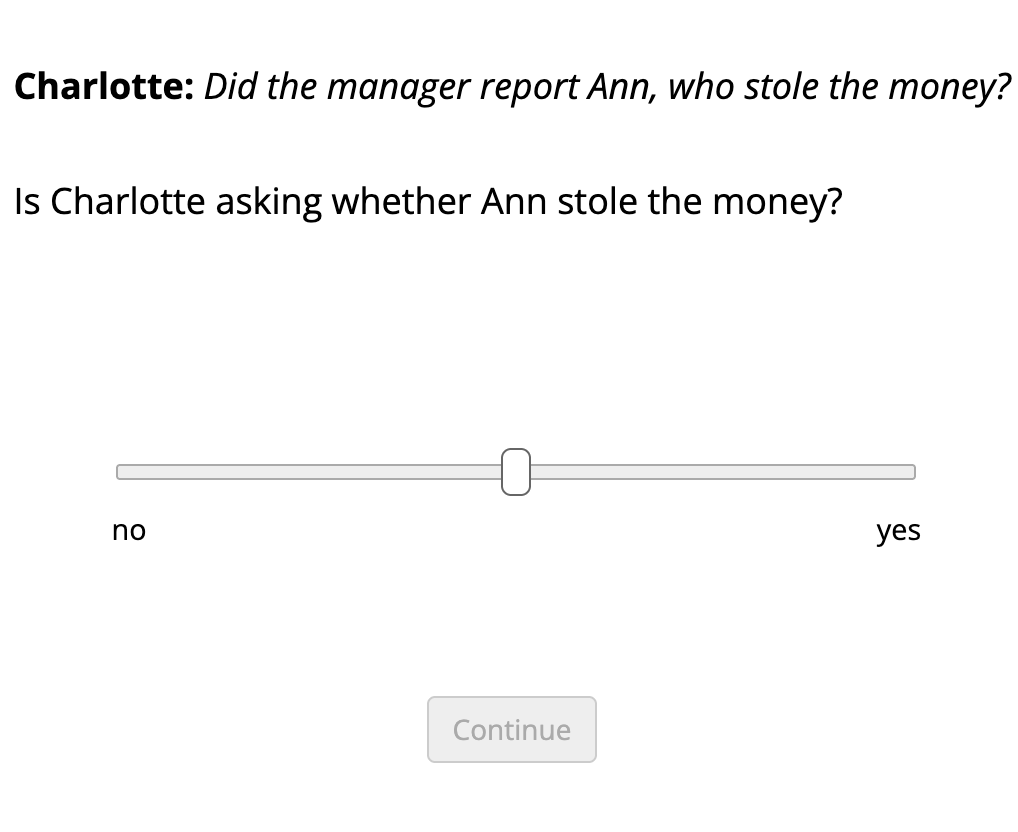 Charlotte: Did the manager report Ann, who stole the money?
Is Charlotte asking whether Ann stole the money?
no yes
Continue